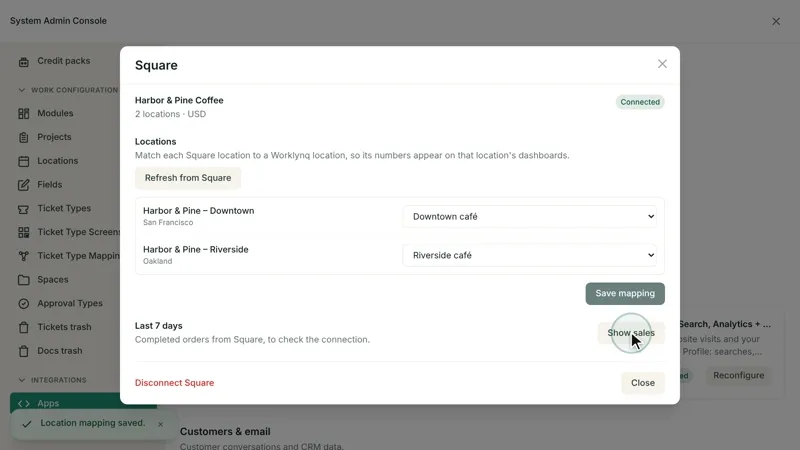 System Admin Console
Credit packs
WORK CONFIGURATION
Modules
Projects
Locations
Fields
Ticket Types
Ticket Type Screens
Ticket Type Mappin
Spaces
Approval Types
Tickets trash
Docs trash
INTEGRATIONS
Apps
Location mapping saved.
Square
Harbor & Pine Coffee
2 locations · USD
Connected
Locations
Match each Square location to a Worklynq location, so its numbers appear on that location's dashboards.
Refresh from Square
Harbor & Pine – Downtown
San Francisco
Downtown café
Harbor & Pine – Riverside
Oakland
Riverside café
Save mapping
Last 7 days
Completed orders from Square, to check the connection.
Show sales
Disconnect Square
Close
Search, Analytics + ...
site visits and your
Profile: searches,...
Reconfigure
Customers & email
Customer conversations and CRM data.